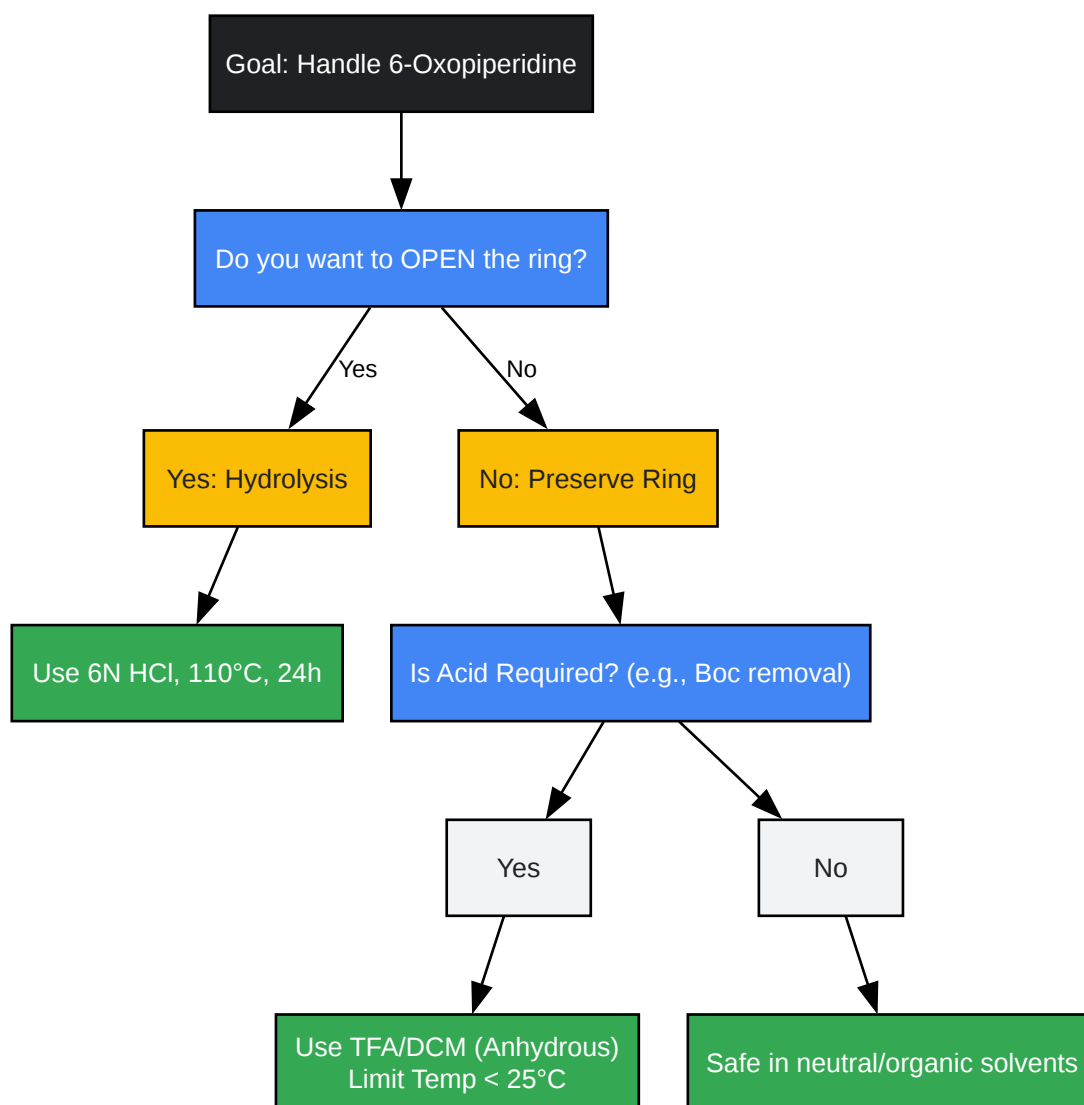 Goal: Handle 6-Oxopiperidine
Do you want to OPEN the ring?
Yes
No
Yes: Hydrolysis
No: Preserve Ring
Use 6N HCl, 110°C, 24h
Is Acid Required? (e.g., Boc removal)
Yes
No
Use TFA/DCM (Anhydrous)
Limit Temp < 25°C
Safe in neutral/organic solvents